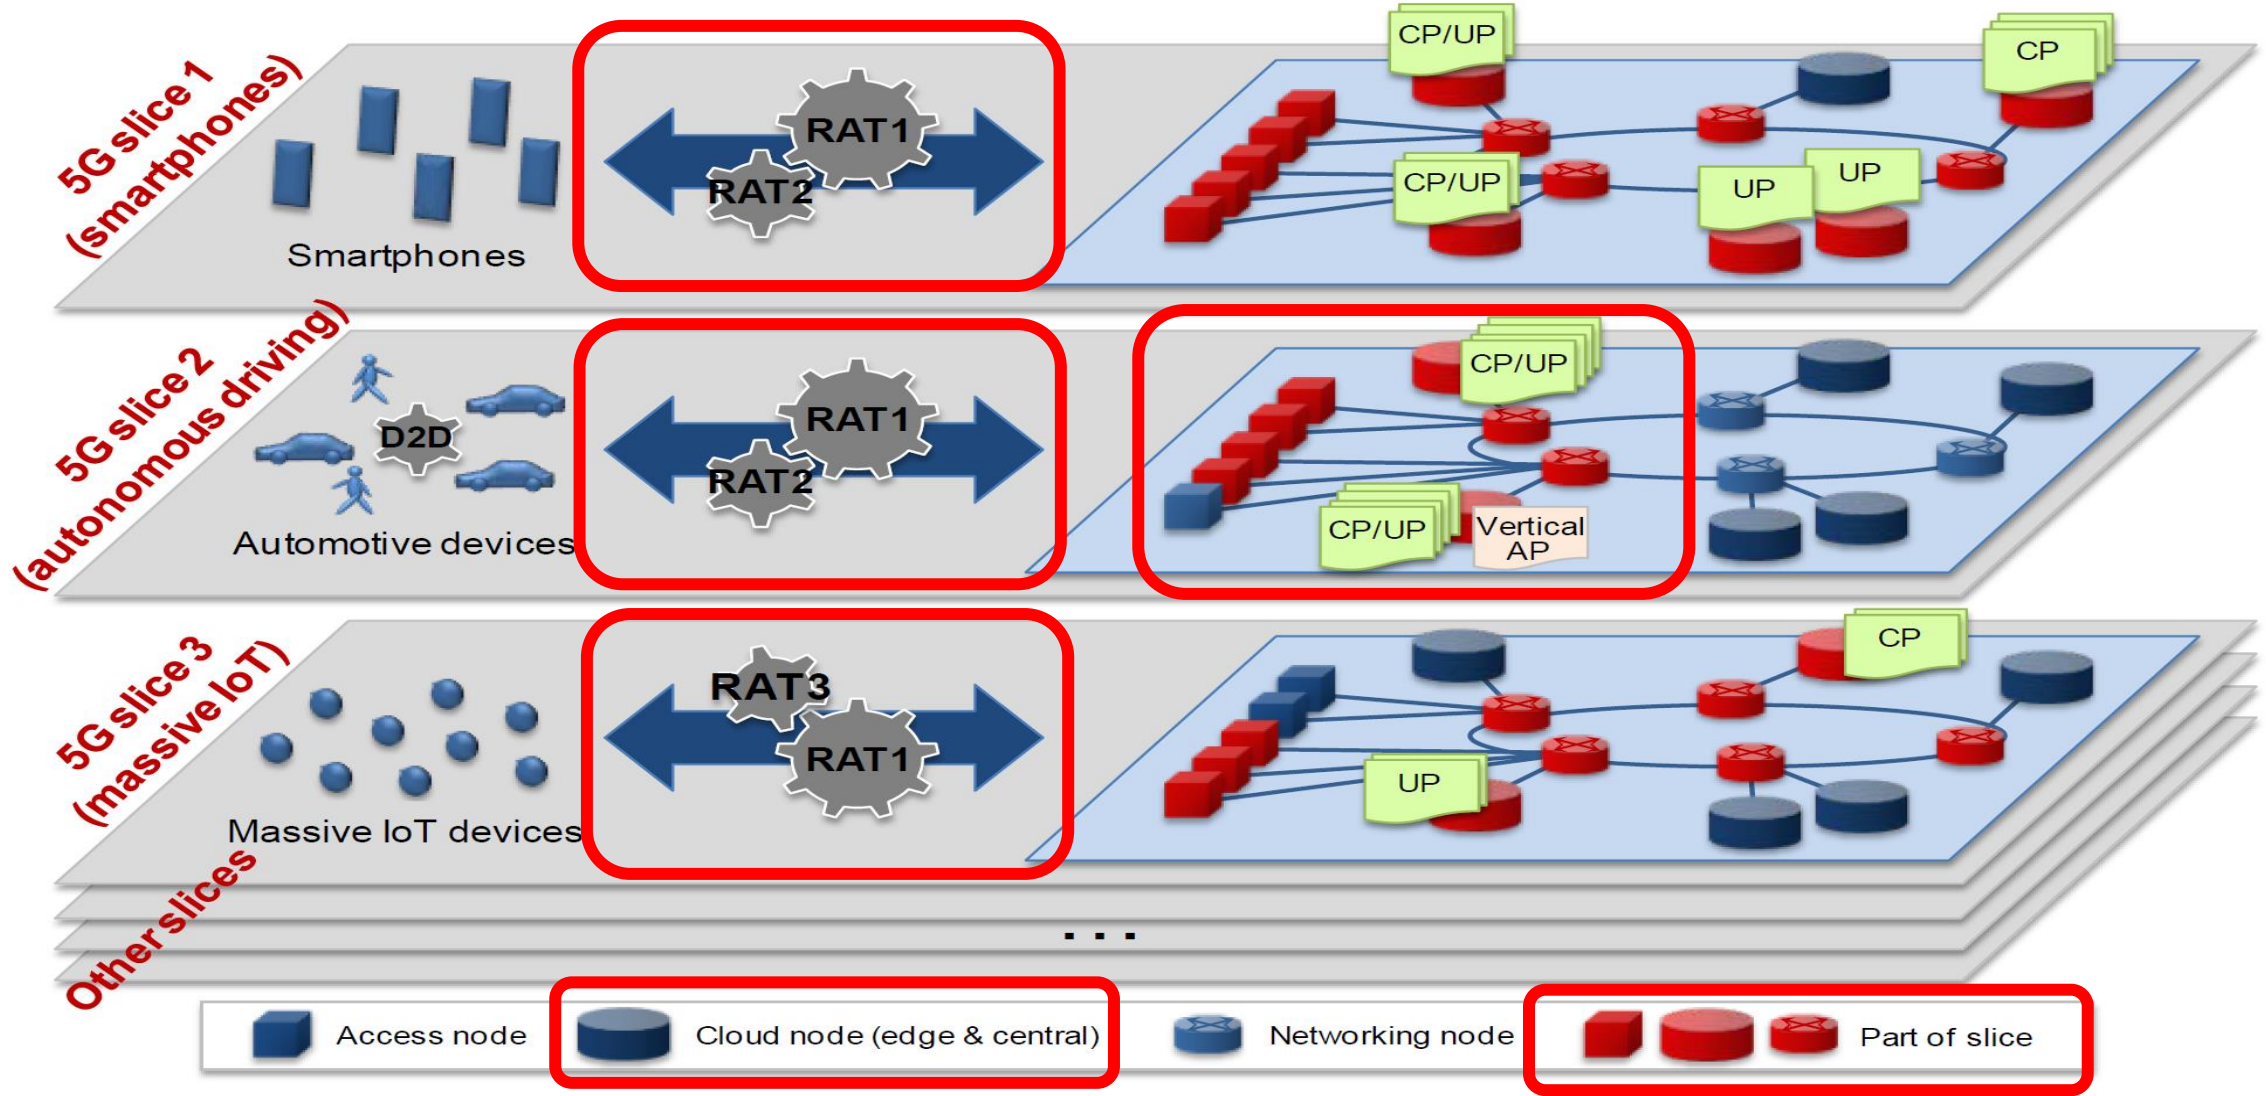 5G slice 1
(smartphones)
Smartphones
RAT1
RAT2
CP/UP
CP
CP/UP
UP
UP
5G slice 2
(autonomous driving)
D2D
Automotive devices
RAT1
RAT2
CP/UP
CP/UP
Vertical
AP
5G slice 3
(massive IoT)
Massive IoT devices
RAT3
RAT1
CP
UP
Other slices
...
Access node
Cloud node (edge & central)
Networking node
Part of slice